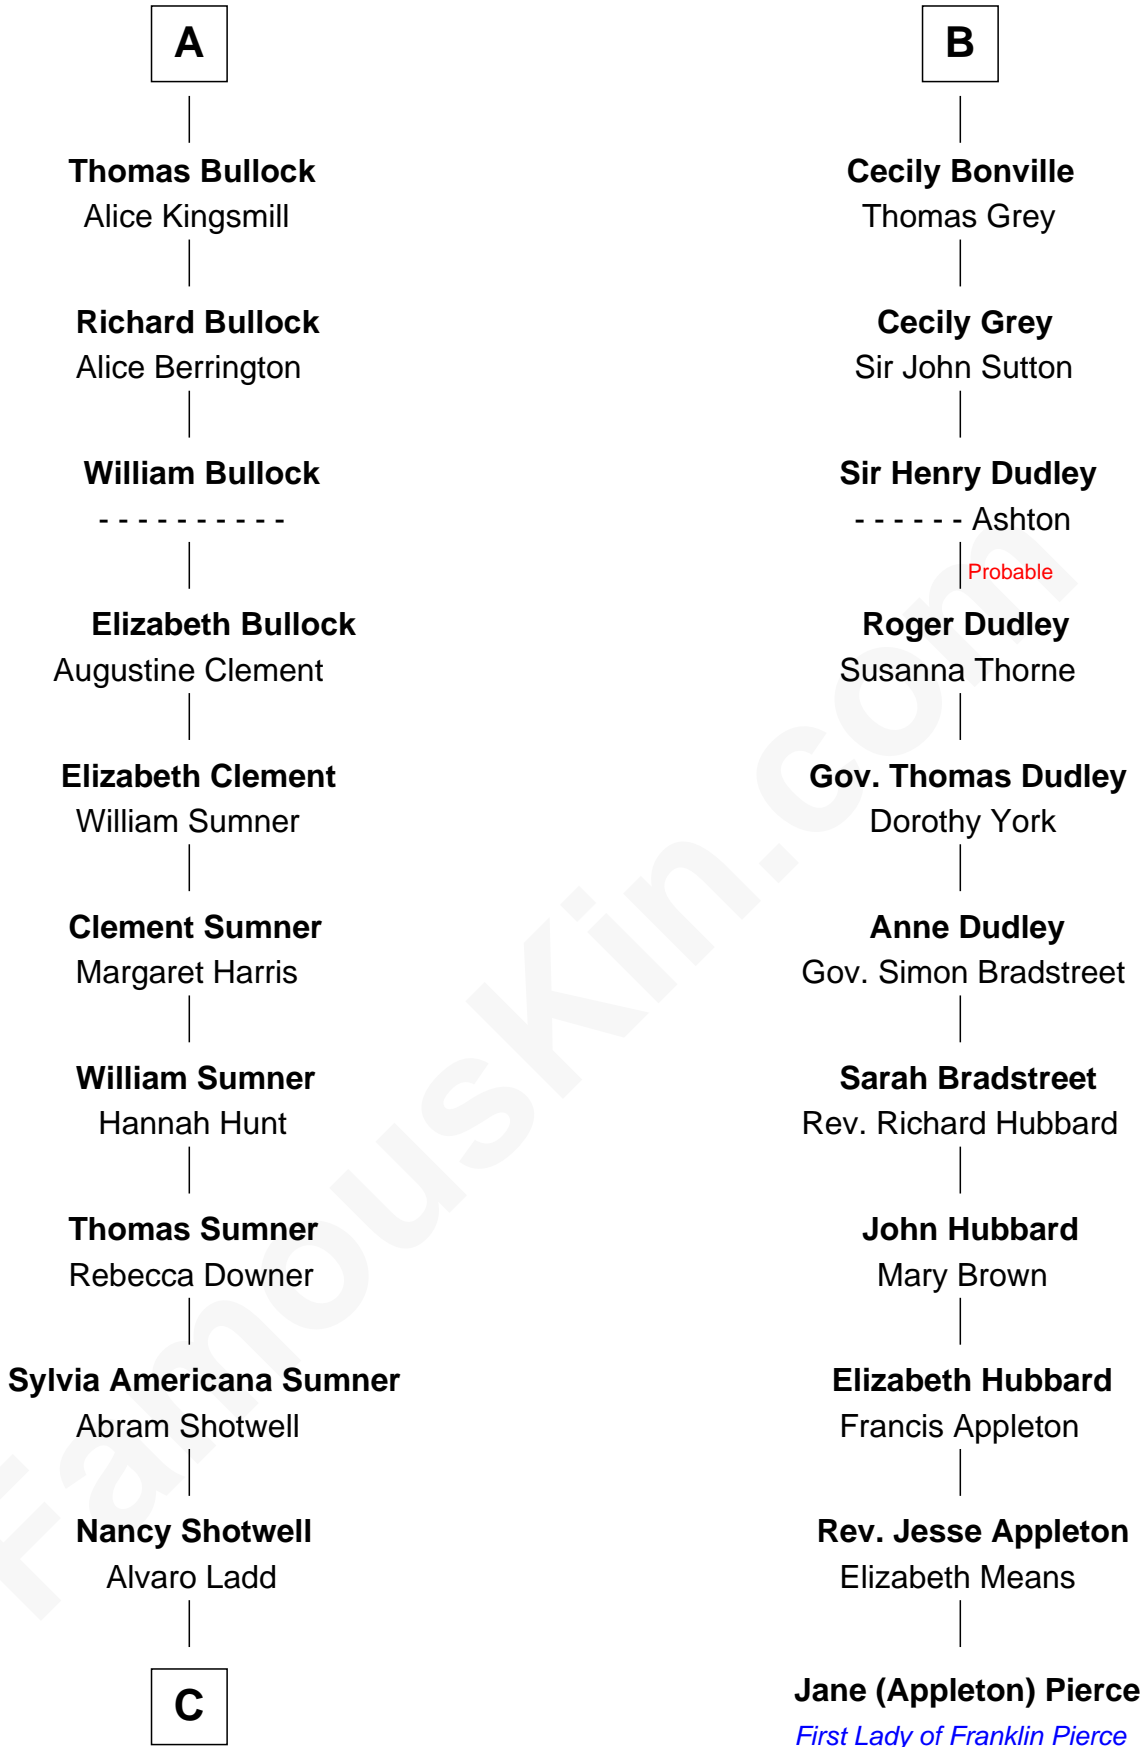 A
Thomas Bullock
Alice Kingsmill
Richard Bullock
Alice Berrington
William Bullock
- - - - - - - - - -
Elizabeth Bullock
Augustine Clement
Elizabeth Clement
William Sumner
Clement Sumner
Margaret Harris
William Sumner
Hannah Hunt
Thomas Sumner
Rebecca Downer
Sylvia Americana Sumner
Abram Shotwell
Nancy Shotwell
Alvaro Ladd
C
B
Cecily Bonville
Thomas Grey
Cecily Grey
Sir John Sutton
Sir Henry Dudley
- - - - - - Ashton
Probable
Roger Dudley
Susanna Thorne
Gov. Thomas Dudley
Dorothy York
Anne Dudley
Gov. Simon Bradstreet
Sarah Bradstreet
Rev. Richard Hubbard
John Hubbard
Mary Brown
Elizabeth Hubbard
Francis Appleton
Rev. Jesse Appleton
Elizabeth Means
Jane (Appleton) Pierce
First Lady of Franklin Pierce
FamousKin.com